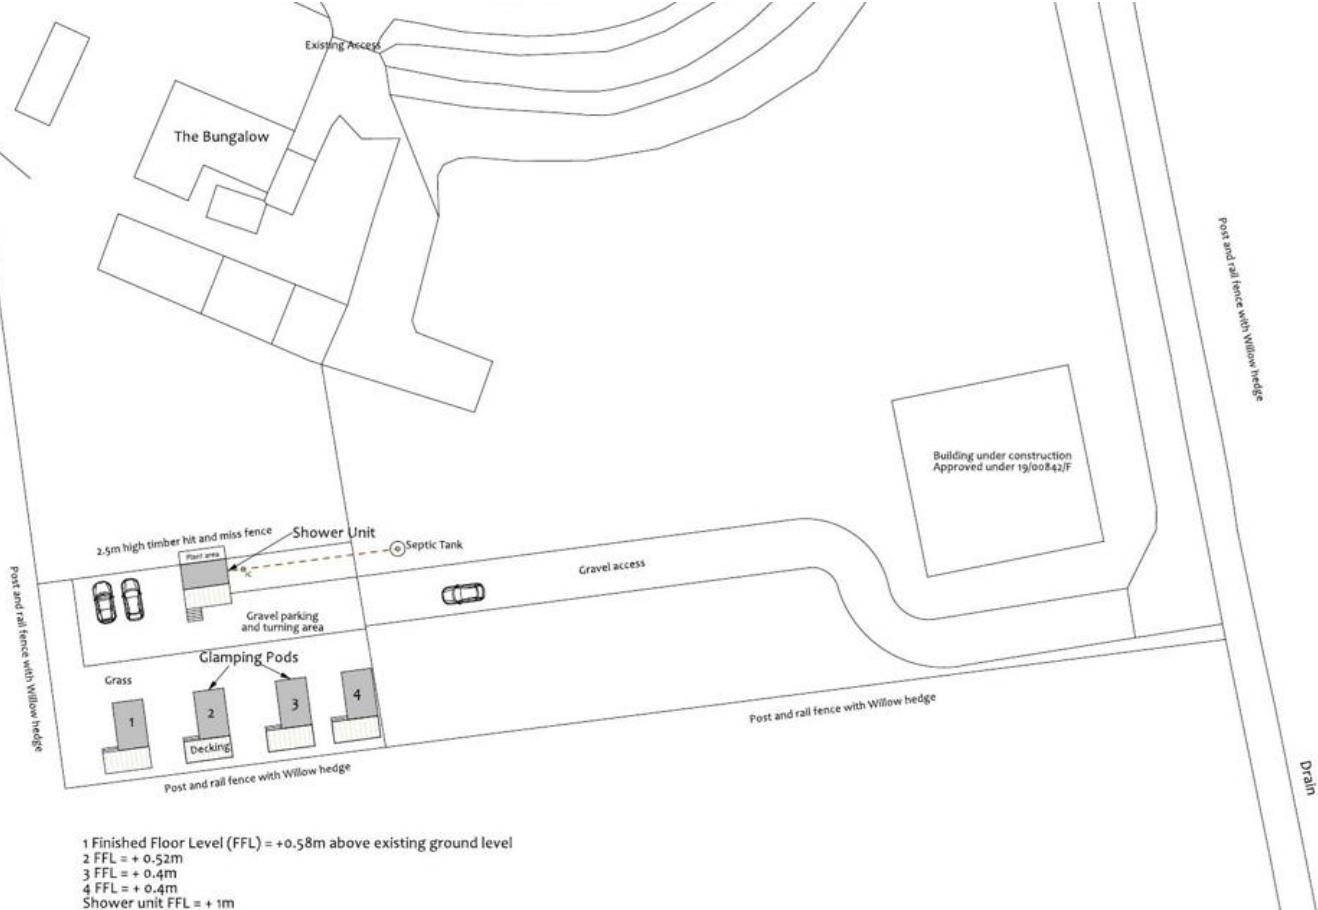 Existing Access
The Bungalow
Post and rail fence with Willow hedge
Building under construction
Approved under 19/00842/F
2.5m high timber hit and miss fence
Shower Unit
Plant area
Septic Tank
IC
Gravel access
Post and rail fence with Willow hedge
Gravel parking
and turning area
Glamping Pods
Grass
1
2
3
4
Decking
Post and rail fence with Willow hedge
Post and rail fence with Willow hedge
Drain
1 Finished Floor Level (FFL) = +0.58m above existing ground level
2 FFL = + 0.52m
3 FFL = + 0.4m
4 FFL = + 0.4m
Shower unit FFL = + 1m